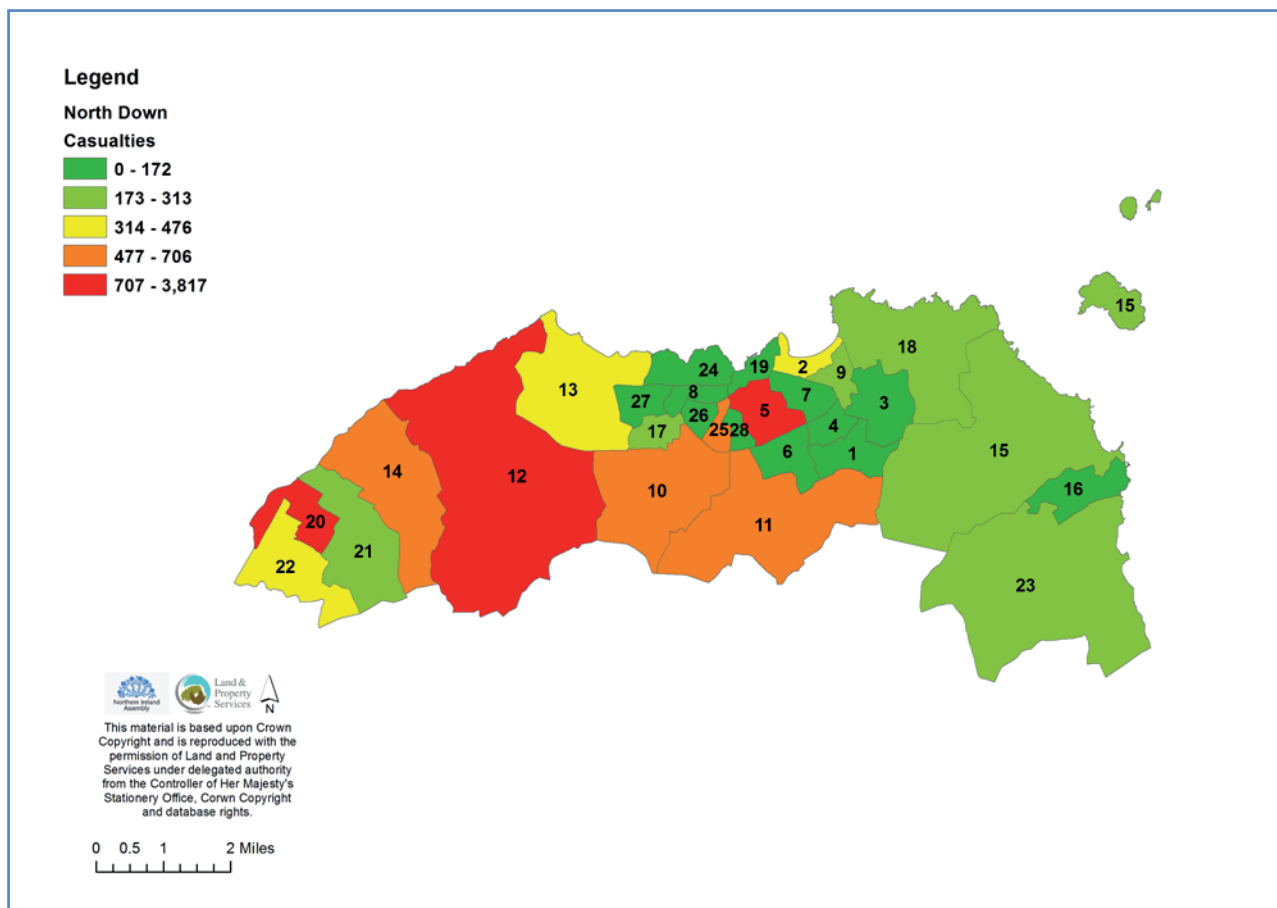 Legend
North Down
Casualties
0 - 172
173 - 313
314 - 476
477 - 706
707 - 3,817
15
18
19
2
9
24
13
8
7
27
3
5
26
25
28
4
17
6
1
15
14
12
10
16
20
11
21
22
23
Northern Ireland
Assembly
Land &
Property
Services
N
This material is based upon Crown
Copyright and is reproduced with the
permission of Land and Property
Services under delegated authority
from the Controller of Her Majesty's
Stationery Office, Corwn Copyright
and database rights.
0 0.5 1 2 Miles